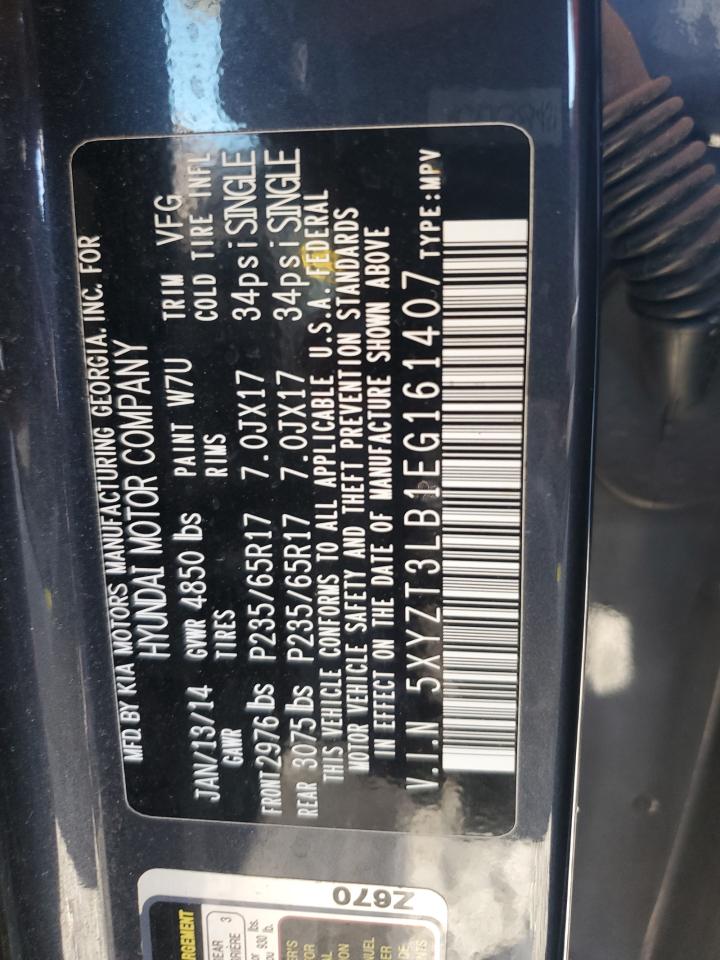 MFD. BY KIA MOTORS MANUFACTURING GEORGIA. INC. FOR
HYUNDAI MOTOR COMPANY
JAN/13/14 GVWR 4850 lbs PAINT W7U TRIM VFG
GAWR TIRES RIMS COLD TIRE INFL
FRONT 2976 lbs P235/65R17 7.0JX17 34psi SINGLE
REAR 3075 lbs P235/65R17 7.0JX17 34psi SINGLE
THIS VEHICLE CONFORMS TO ALL APPLICABLE U.S.A. FEDERAL
MOTOR VEHICLE SAFETY AND THEFT PREVENTION STANDARDS
IN EFFECT ON THE DATE OF MANUFACTURE SHOWN ABOVE
V.I.N 5XYZT3LB1EG161407 TYPE:MPV
Z670
3
930 lb.